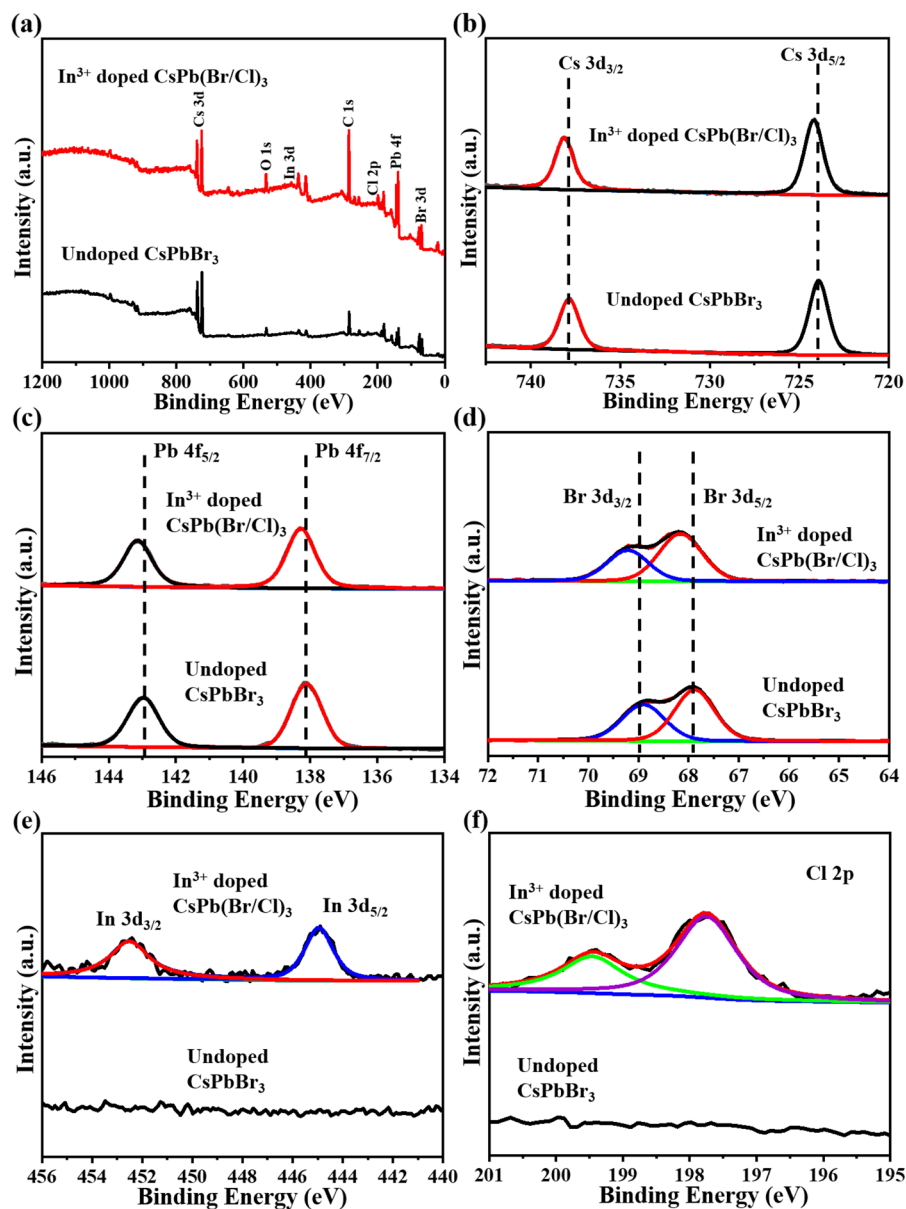 (a)
In³⁺ doped CsPb(Br/Cl)₃
Cs 3d
O 1s
In 3d
C 1s
Cl 2p
Pb 4f
Br 3d
Undoped CsPbBr₃
Intensity (a.u.)
1200 1000 800 600 400 200 0
Binding Energy (eV)
(b)
Cs 3d₃/₂
Cs 3d₅/₂
In³⁺ doped CsPb(Br/Cl)₃
Undoped CsPbBr₃
Intensity (a.u.)
740 735 730 725 720
Binding Energy (eV)
(c)
Pb 4f₅/₂
Pb 4f₇/₂
In³⁺ doped
CsPb(Br/Cl)₃
Undoped
CsPbBr₃
Intensity (a.u.)
146 144 142 140 138 136 134
Binding Energy (eV)
(d)
Br 3d₃/₂
Br 3d₅/₂
In³⁺ doped
CsPb(Br/Cl)₃
Undoped
CsPbBr₃
Intensity (a.u.)
72 71 70 69 68 67 66 65 64
Binding Energy (eV)
(e)
In³⁺ doped
CsPb(Br/Cl)₃
In 3d₃/₂
In 3d₅/₂
Undoped
CsPbBr₃
Intensity (a.u.)
456 454 452 450 448 446 444 442 440
Binding Energy (eV)
(f)
Cl 2p
In³⁺ doped
CsPb(Br/Cl)₃
Undoped
CsPbBr₃
Intensity (a.u.)
201 200 199 198 197 196 195
Binding Energy (eV)